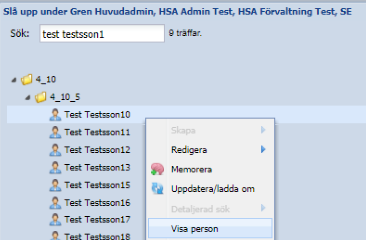 Slå upp under Gren Huvudadmin, HSA Admin Test, HSA Förvaltning Test, SE
Sök: test testsson1 9 träffar.
4_10
4_10_5
Test Testsson10
Test Testsson11
Test Testsson12
Test Testsson13
Test Testsson15
Test Testsson16
Test Testsson17
Test Testsson18
Skapa
Redigera
Memorera
Uppdatera/ladda om
Detaljerad sök
Visa person